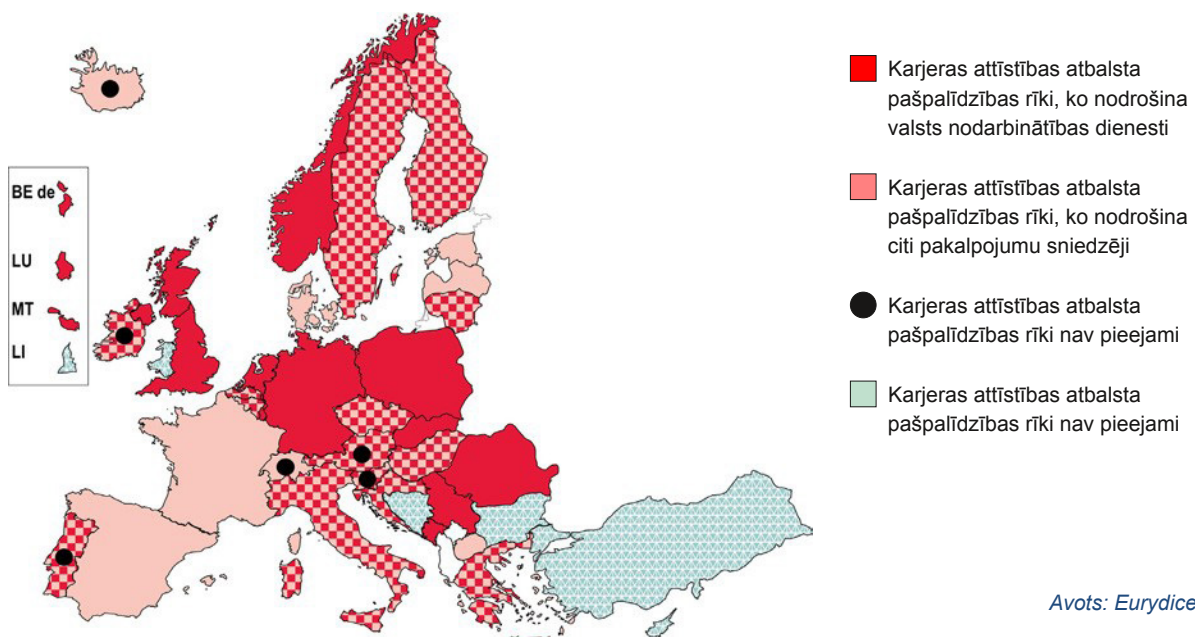 BE de
LU
MT
LI
Karjeras attīstības atbalsta
pašpalīdzības rīki, ko nodrošina
valsts nodarbinātības dienesti
Karjeras attīstības atbalsta
pašpalīdzības rīki, ko nodrošina
citi pakalpojumu sniedzēji
Karjeras attīstības atbalsta
pašpalīdzības rīki nav pieejami
Karjeras attīstības atbalsta
pašpalīdzības rīki nav pieejami
Avots: Eurydice